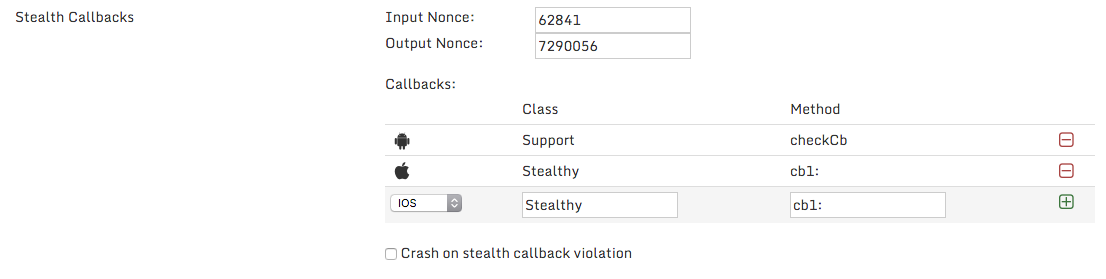 Stealth Callbacks
Input Nonce: 62841
Output Nonce: 7290056
Callbacks:
Class Method
Support checkCb
Stealthy cb1:
IOS Stealthy cb1:
Crash on stealth callback violation